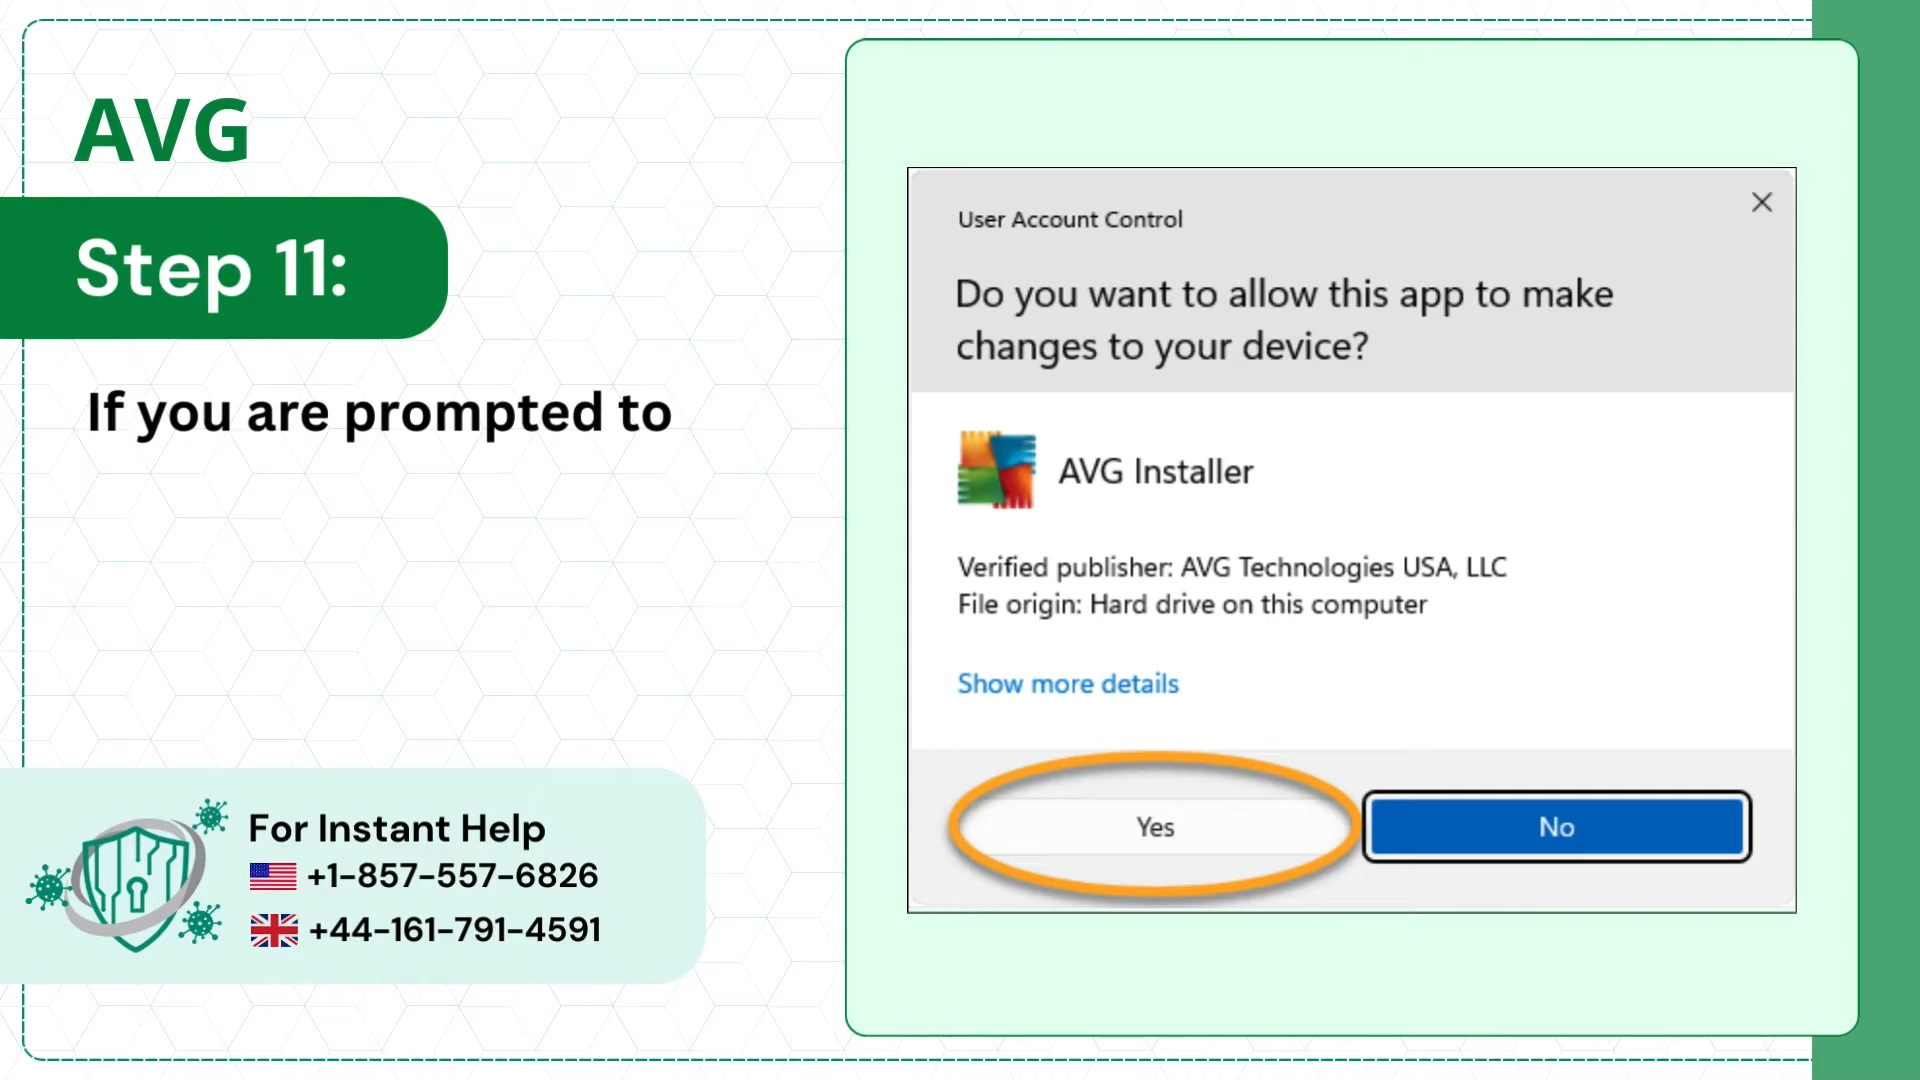 AVG
Step 11:
If you are prompted to
For Instant Help
+1-857-557-6826
+44-161-791-4591
User Account Control
Do you want to allow this app to make
changes to your device?
AVG Installer
Verified publisher: AVG Technologies USA, LLC
File origin: Hard drive on this computer
Show more details
Yes
No